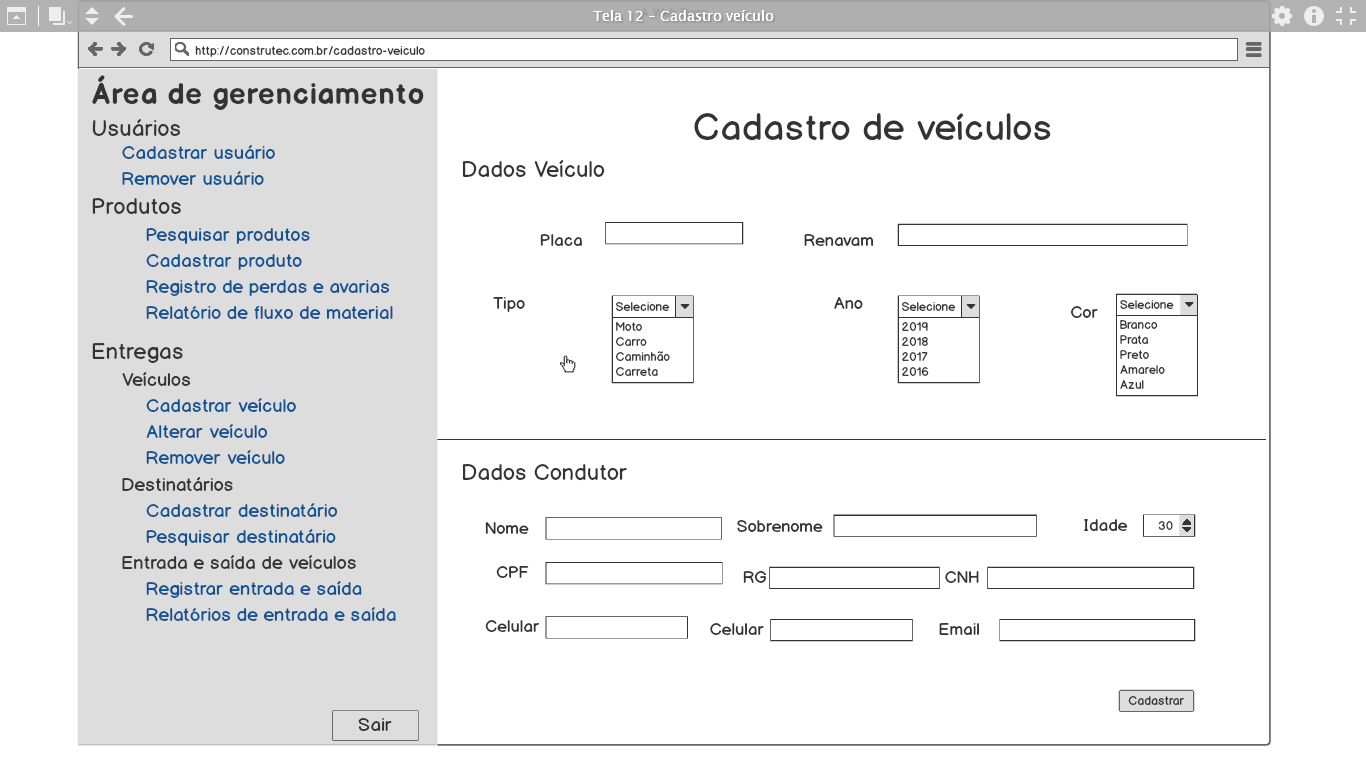 Tela 12 - Cadastro veículo
http://construtec.com.br/cadastro-veiculo
Área de gerenciamento
Usuários
Cadastrar usuário
Remover usuário
Produtos
Pesquisar produtos
Cadastrar produto
Registro de perdas e avarias
Relatório de fluxo de material
Entregas
Veículos
Cadastrar veículo
Alterar veículo
Remover veículo
Destinatários
Cadastrar destinatário
Pesquisar destinatário
Entrada e saída de veículos
Registrar entrada e saída
Relatórios de entrada e saída
Sair
Cadastro de veículos
Dados Veículo
Placa
Renavam
Tipo
Selecione
Moto
Carro
Caminhão
Carreta
Ano
Selecione
2019
2018
2017
2016
Cor
Selecione
Branco
Prata
Preto
Amarelo
Azul
Dados Condutor
Nome
Sobrenome
Idade 30
CPF
RG
CNH
Celular
Celular
Email
Cadastrar